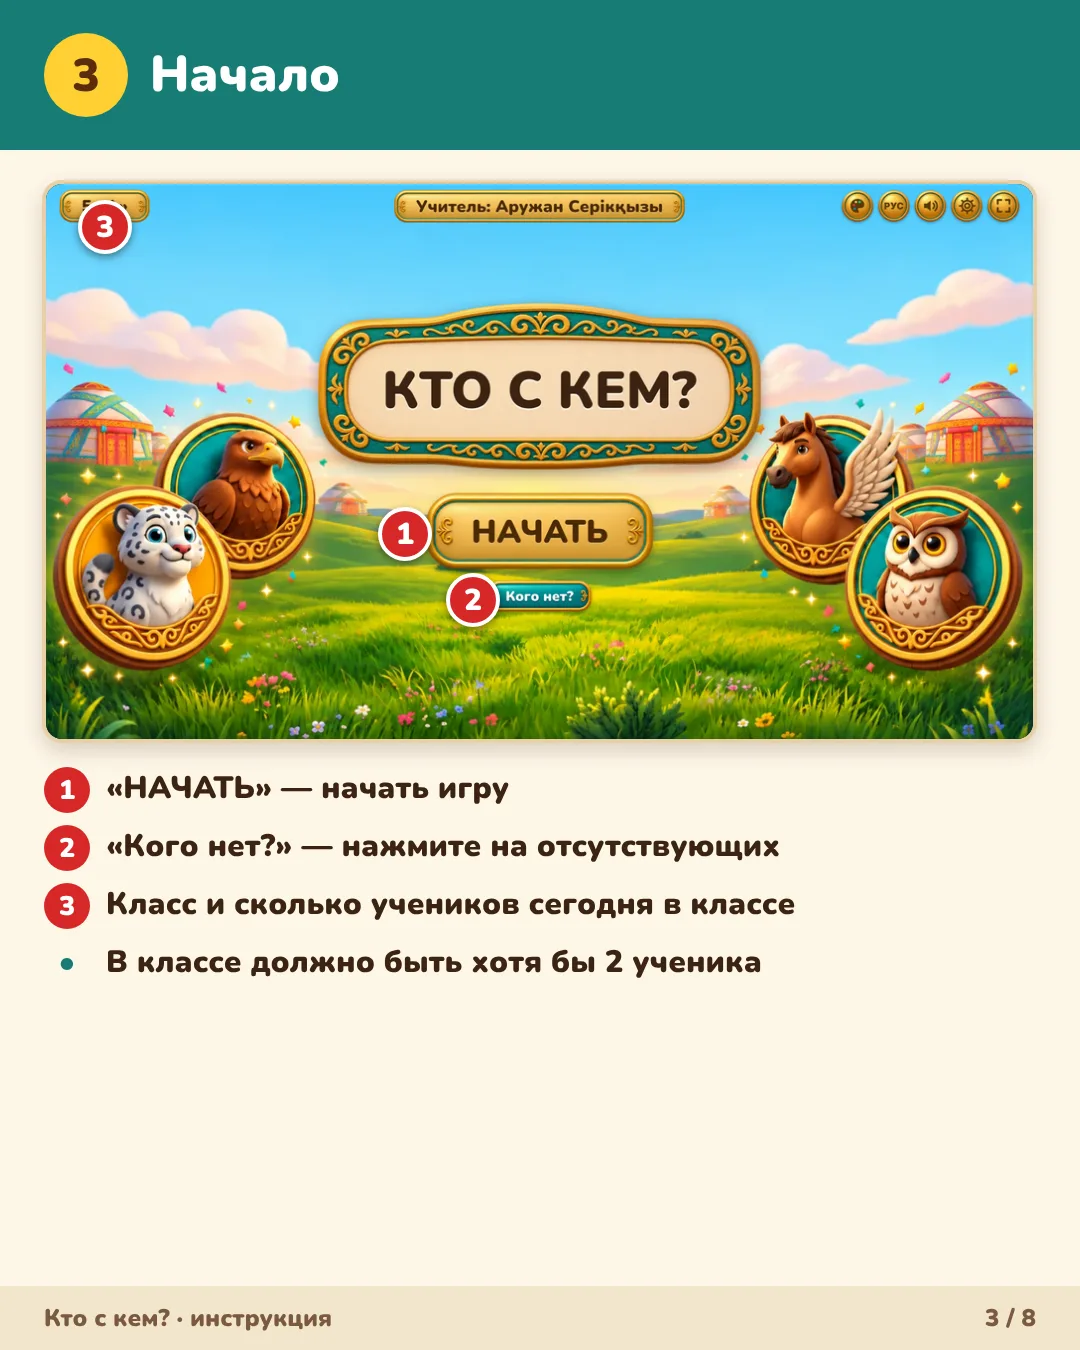 3 Начало
3
Учитель: Аружан Серікқызы
РУС
КТО С КЕМ?
1 НАЧАТЬ
2 Кого нет?
1 «НАЧАТЬ» — начать игру
2 «Кого нет?» — нажмите на отсутствующих
3 Класс и сколько учеников сегодня в классе
• В классе должно быть хотя бы 2 ученика
Кто с кем? · инструкция
3 / 8